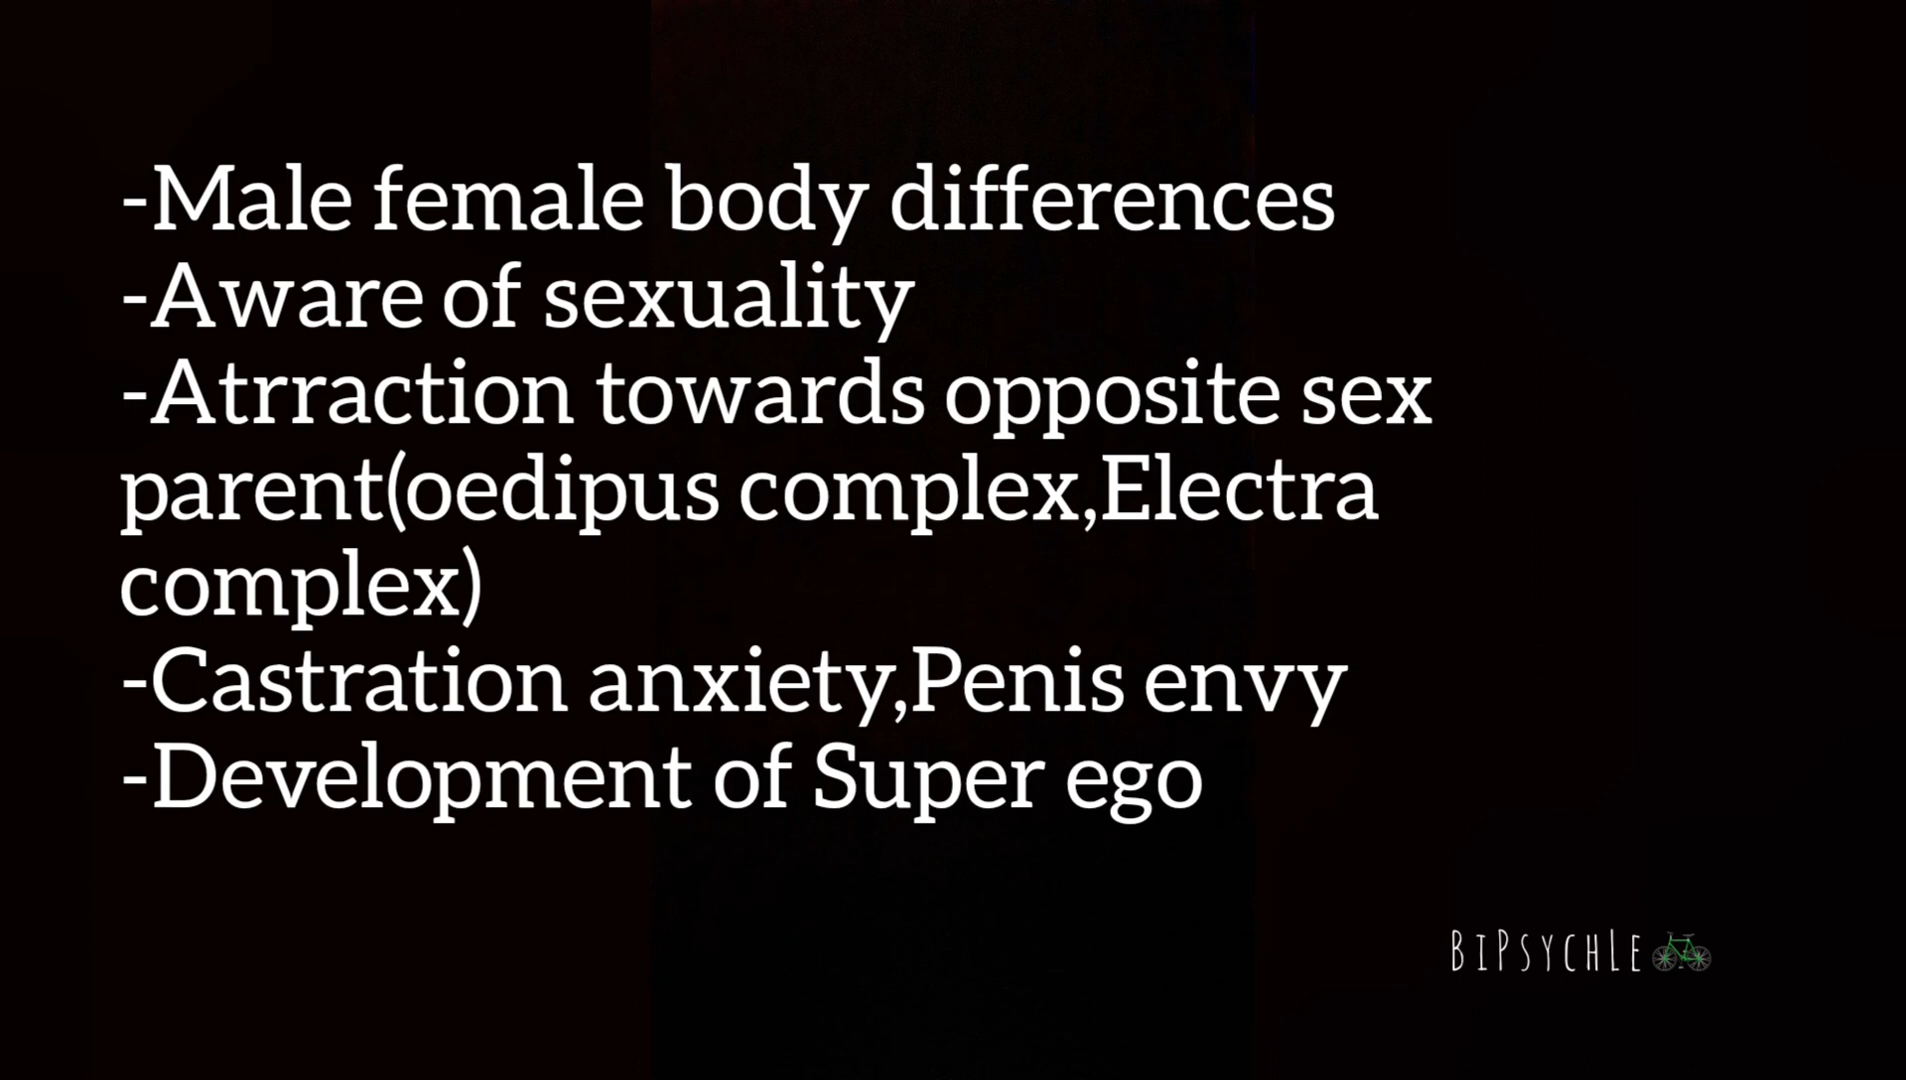 -Male female body differences
-Aware of sexuality
-Atrraction towards opposite sex
parent(oedipus complex,Electra
complex)
-Castration anxiety,Penis envy
-Development of Super ego
BiPSYCHLE